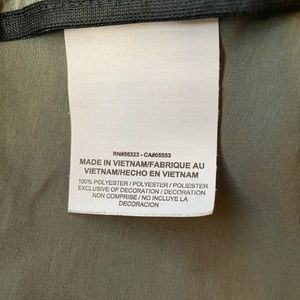 RN#56323 - CA#05553
MADE IN VIETNAM/FABRIQUE AU
VIETNAM/HECHO EN VIETNAM
100% POLYESTER / POLYESTER / POLIESTER
EXCLUSIVE OF DECORATION / DECORATION
NON COMPRISE / NO INCLUYE LA
DECORACION